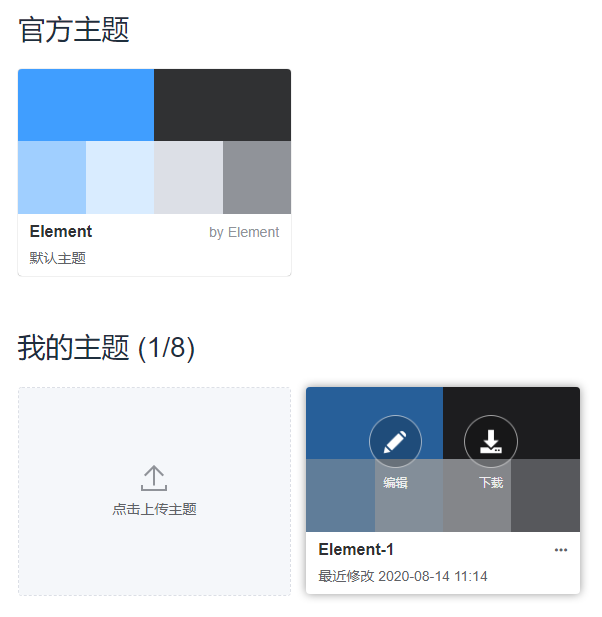 官方主题
Element by Element
默认主题
我的主题 (1/8)
点击上传主题
编辑 下载
Element-1
最近修改 2020-08-14 11:14